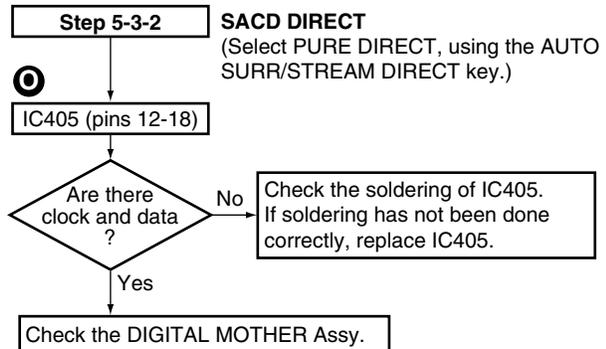 Step 5-3-2
SACD DIRECT
(Select PURE DIRECT, using the AUTO
SURR/STREAM DIRECT key.)
O
IC405 (pins 12-18)
Are there
clock and data
?
No
Check the soldering of IC405.
If soldering has not been done
correctly, replace IC405.
Yes
Check the DIGITAL MOTHER Assy.